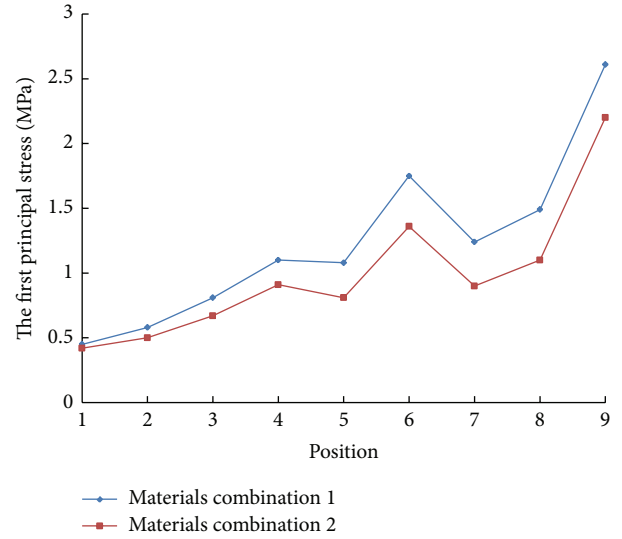 3
2.5
2
1.5
1
0.5
0
The first principal stress (MPa)
1 2 3 4 5 6 7 8 9
Position
Materials combination 1
Materials combination 2